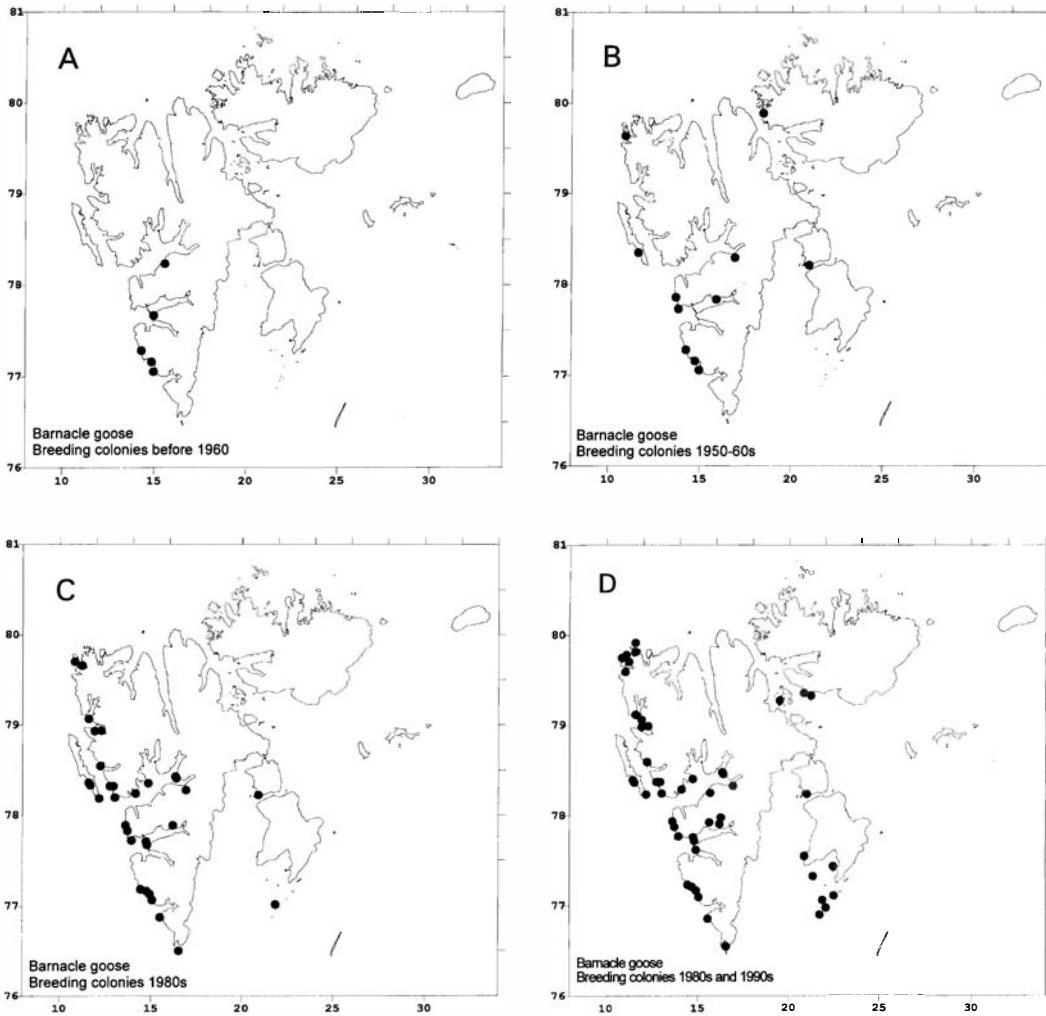 A
81
80
79
78
77
76
Barnacle goose
Breeding colonies before 1960
10 15 20 25 30
B
81
80
79
78
77
76
Barnacle goose
Breeding colonies 1950-60s
10 15 20 25 30
C
81
80
79
78
77
76
Barnacle goose
Breeding colonies 1980s
10 15 20 25 30
D
81
80
79
78
77
76
Barnacle goose
Breeding colonies 1980s and 1990s
10 15 20 25 30